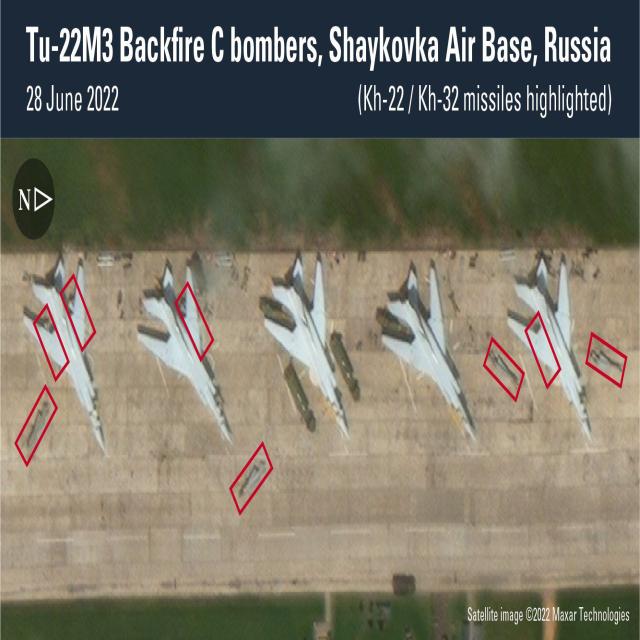 Tu-22M3 Backfire C bombers, Shaykovka Air Base, Russia
28 June 2022
(Kh-22 / Kh-32 missiles highlighted)
N
Satellite image ©2022 Maxar Technologies